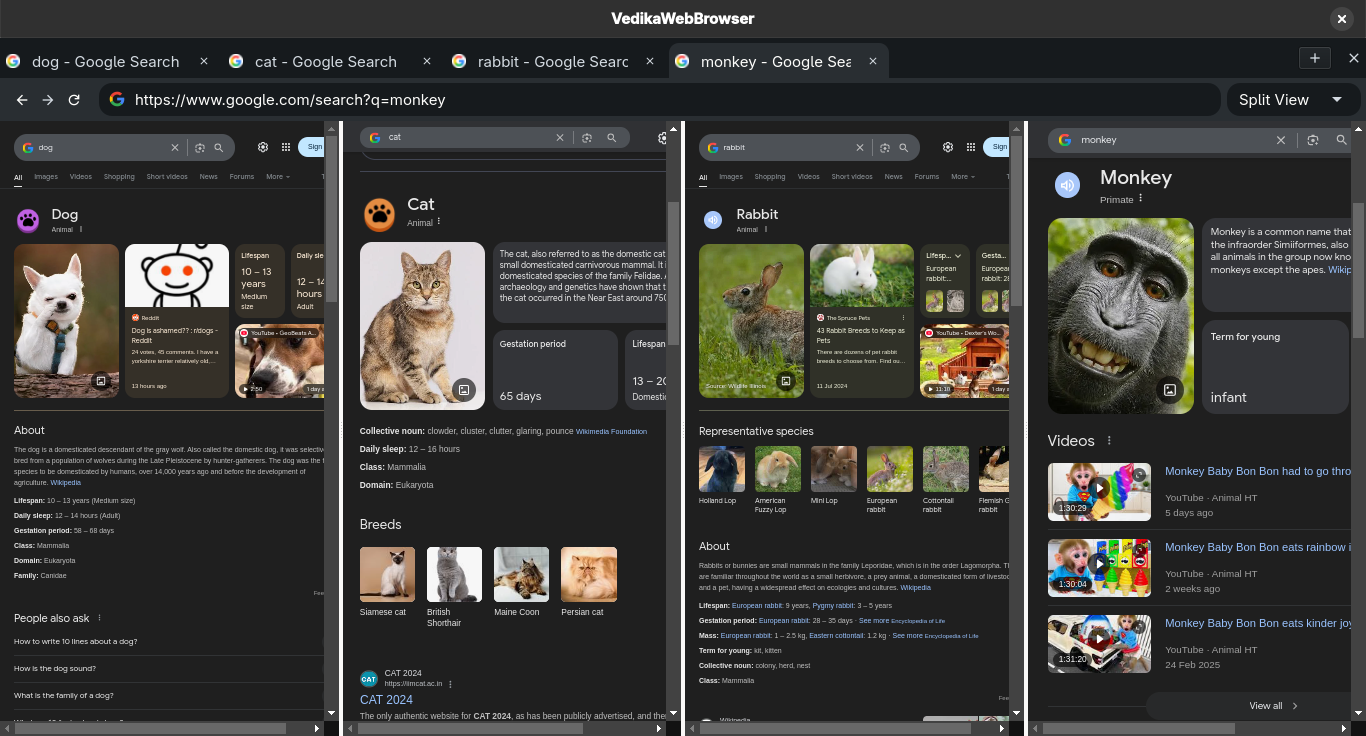 VedikaWebBrowser
dog - Google Search
cat - Google Search
rabbit - Google Searc
monkey - Google Sea
https://www.google.com/search?q=monkey
Split View
dog
Sign
All Images Videos Shopping Short videos News Forums More
Dog
Animal
Lifespan
10 – 13
years
Medium
size
Daily sle
12 – 14
hours
Adult
Reddit
Dog is ashamed?? : r/dogs -
Reddit
24 votes, 45 comments. I have a
yorkshire terrier relatively old....
13 hours ago
YouTube • GeoBeats A...
2:50
1 day a
About
The dog is a domesticated descendant of the gray wolf. Also called the domestic dog, it was selectiv
bred from a population of wolves during the Late Pleistocene by hunter-gatherers. The dog was the f
species to be domesticated by humans, over 14,000 years ago and before the development of
agriculture. Wikipedia
Lifespan: 10 – 13 years (Medium size)
Daily sleep: 12 – 14 hours (Adult)
Gestation period: 58 – 68 days
Class: Mammalia
Domain: Eukaryota
Family: Canidae
Fee
People also ask
How to write 10 lines about a dog?
How is the dog sound?
What is the family of a dog?
cat
Cat
Animal
The cat, also referred to as the domestic cat
small domesticated carnivorous mammal. It i
domesticated species of the family Felidae. A
archaeology and genetics have shown that t
the cat occurred in the Near East around 750
Gestation period
65 days
Lifespan
13 – 20
Domestic
Collective noun: clowder, cluster, clutter, glaring, pounce Wikimedia Foundation
Daily sleep: 12 – 16 hours
Class: Mammalia
Domain: Eukaryota
Breeds
Siamese cat
British
Shorthair
Maine Coon
Persian cat
CAT
CAT 2024
https://iimcat.ac.in
CAT 2024
The only authentic website for CAT 2024, as has been publicly advertised, and ther
rabbit
Sign
All Images Shopping Videos Short videos News Forums More
Rabbit
Animal
Source: Wildlife Illinois
The Spruce Pets
43 Rabbit Breeds to Keep as
Pets
There are dozens of pet rabbit
breeds to choose from. Find ou...
11 Jul 2024
Lifesp...
European
rabbit:...
Gesta...
Europea
rabbit: 28
YouTube • Dexter's Wo...
11:10
1 day a
Representative species
Holland Lop
American
Fuzzy Lop
Mini Lop
European
rabbit
Cottontail
rabbit
Flemish G
rabbit
About
Rabbits or bunnies are small mammals in the family Leporidae, which is in the order Lagomorpha. Th
are familiar throughout the world as a small herbivore, a prey animal, a domesticated form of livestoc
and a pet, having a widespread effect on ecologies and cultures. Wikipedia
Lifespan: European rabbit: 9 years, Pygmy rabbit: 3 – 5 years
Gestation period: European rabbit: 28 – 35 days · See more Encyclopedia of Life
Mass: European rabbit: 1 – 2.5 kg, Eastern cottontail: 1.2 kg · See more Encyclopedia of Life
Term for young: kit, kitten
Collective noun: colony, herd, nest
Class: Mammalia
Fee
Wikipedia
monkey
Monkey
Primate
Monkey is a common name that
the infraorder Simiiformes, also
all animals in the group now kno
monkeys except the apes. Wikip
Term for young
infant
Videos
Monkey Baby Bon Bon had to go thro
YouTube · Animal HT
5 days ago
1:30:29
Monkey Baby Bon Bon eats rainbow i
YouTube · Animal HT
2 weeks ago
1:30:04
Monkey Baby Bon Bon eats kinder joy
YouTube · Animal HT
24 Feb 2025
1:31:20
View all